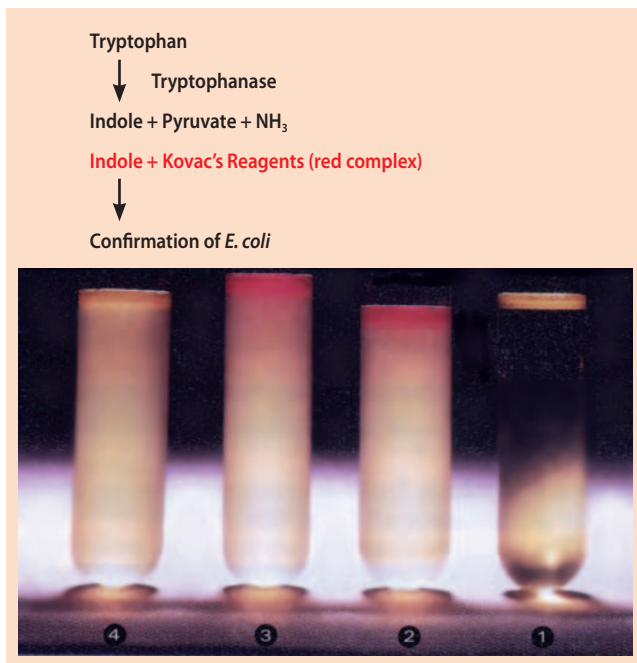 Tryptophan
Tryptophanase
Indole + Pyruvate + NH₃
Indole + Kovac's Reagents (red complex)
Confirmation of E. coli
4 3 2 1